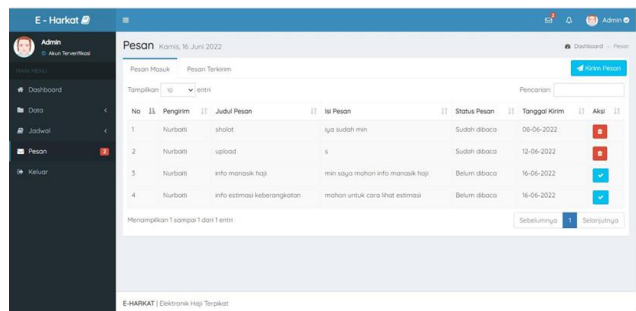 E - Harkat
2
Admin
Admin
Akun Terverifikasi
MAIN MENU
Dashboard
Data
Jadwal
Pesan 2
Keluar
Pesan Kamis, 16 Juni 2022
Dashboard Pesan
Pesan Masuk Pesan Terkirim
Kirim Pesan
Tampilkan 10 entri
Pencarian:
No Pengirim Judul Pesan Isi Pesan Status Pesan Tanggal Kirim Aksi
1 Nurbaiti sholat iya sudah min Sudah dibaca 08-06-2022
2 Nurbaiti upload s Sudah dibaca 12-06-2022
3 Nurbaiti info manasik haji min saya mohon info manasik haji Belum dibaca 16-06-2022
4 Nurbaiti info estimasi keberangkatan mohon untuk cara lihat estimasi Belum dibaca 16-06-2022
Menampilkan 1 sampai 1 dari 1 entri
Sebelumnya 1 Selanjutnya
E-HARKAT | Elektronik Haji Terpikat